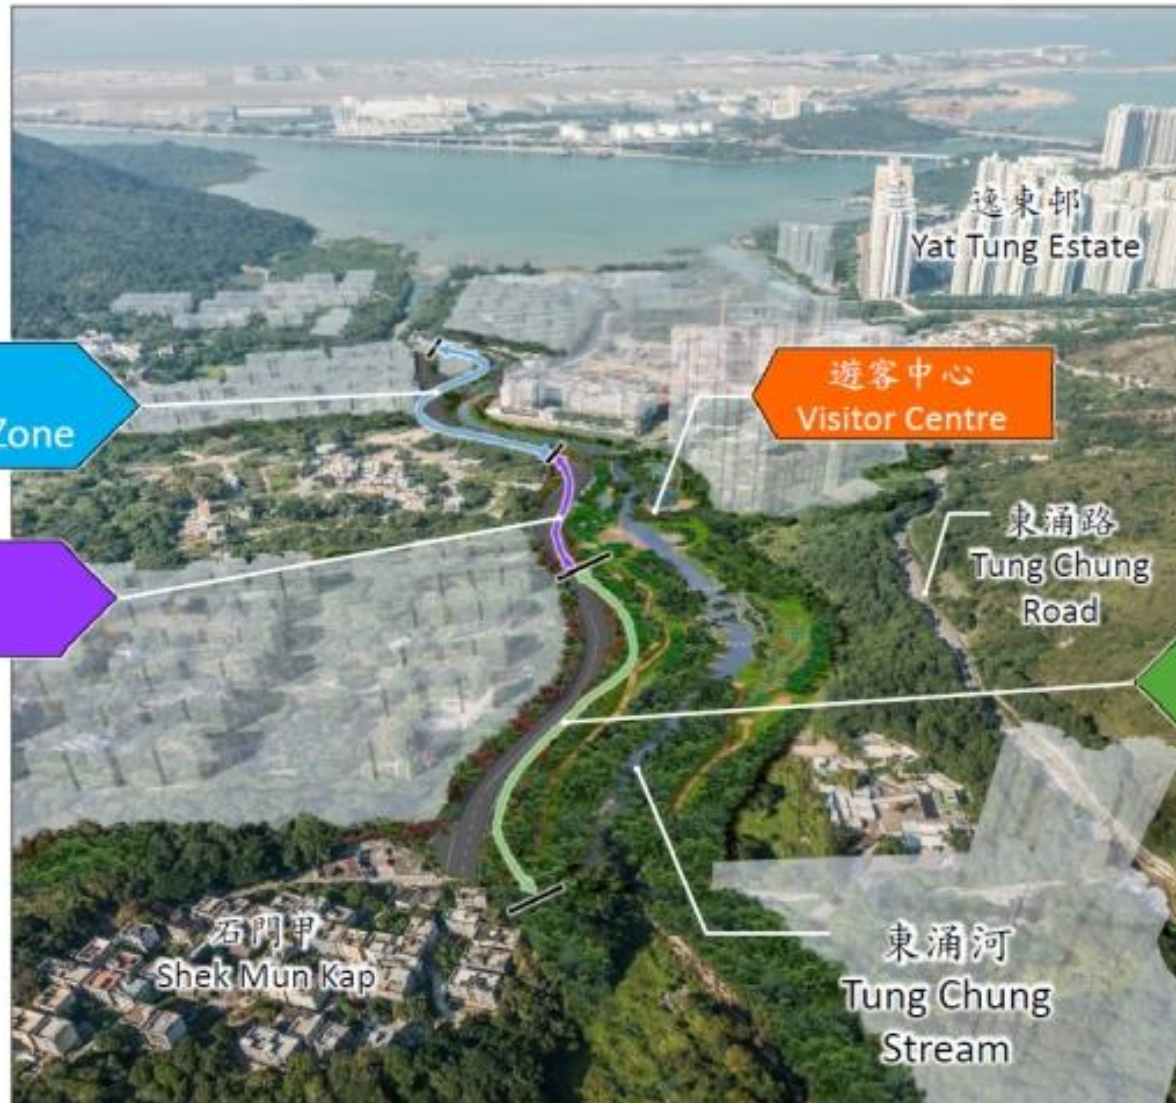 逸東邨
Yat Tung Estate
Zone
遊客中心
Visitor Centre
東涌路
Tung Chung
Road
石門甲
Shek Mun Kap
東涌河
Tung Chung
Stream